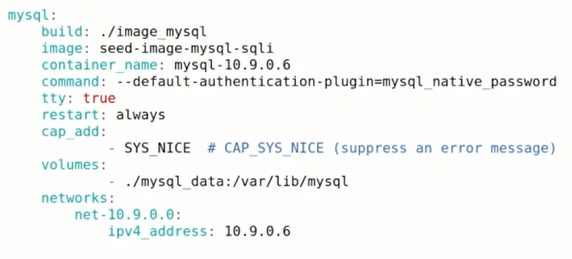 mysql:
    build: ./image_mysql
    image: seed-image-mysql-sqli
    container_name: mysql-10.9.0.6
    command: --default-authentication-plugin=mysql_native_password
    tty: true
    restart: always
    cap_add:
            - SYS_NICE  # CAP_SYS_NICE (suppress an error message)
    volumes:
            - ./mysql_data:/var/lib/mysql
    networks:
        net-10.9.0.0:
            ipv4_address: 10.9.0.6